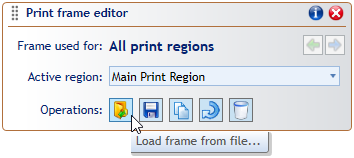 Print frame editor
Frame used for: All print regions
Active region: Main Print Region
Operations:
Load frame from file...